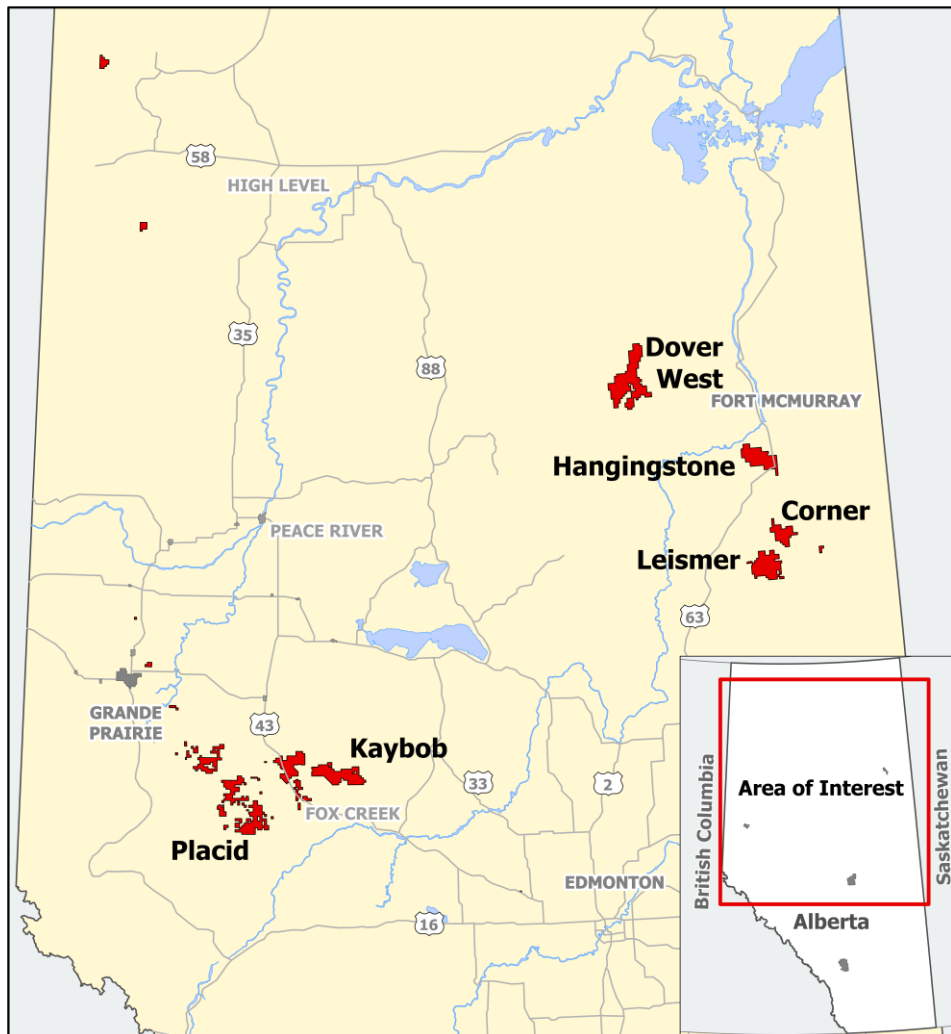 58
HIGH LEVEL
35
88
Dover
West
FORT MCMURRAY
Hangingstone
Corner
PEACE RIVER
Leismer
63
GRANDE
PRAIRIE
43
Kaybob
33
2
FOX CREEK
Placid
EDMONTON
16
British Columbia
Area of Interest
Saskatchewan
Alberta